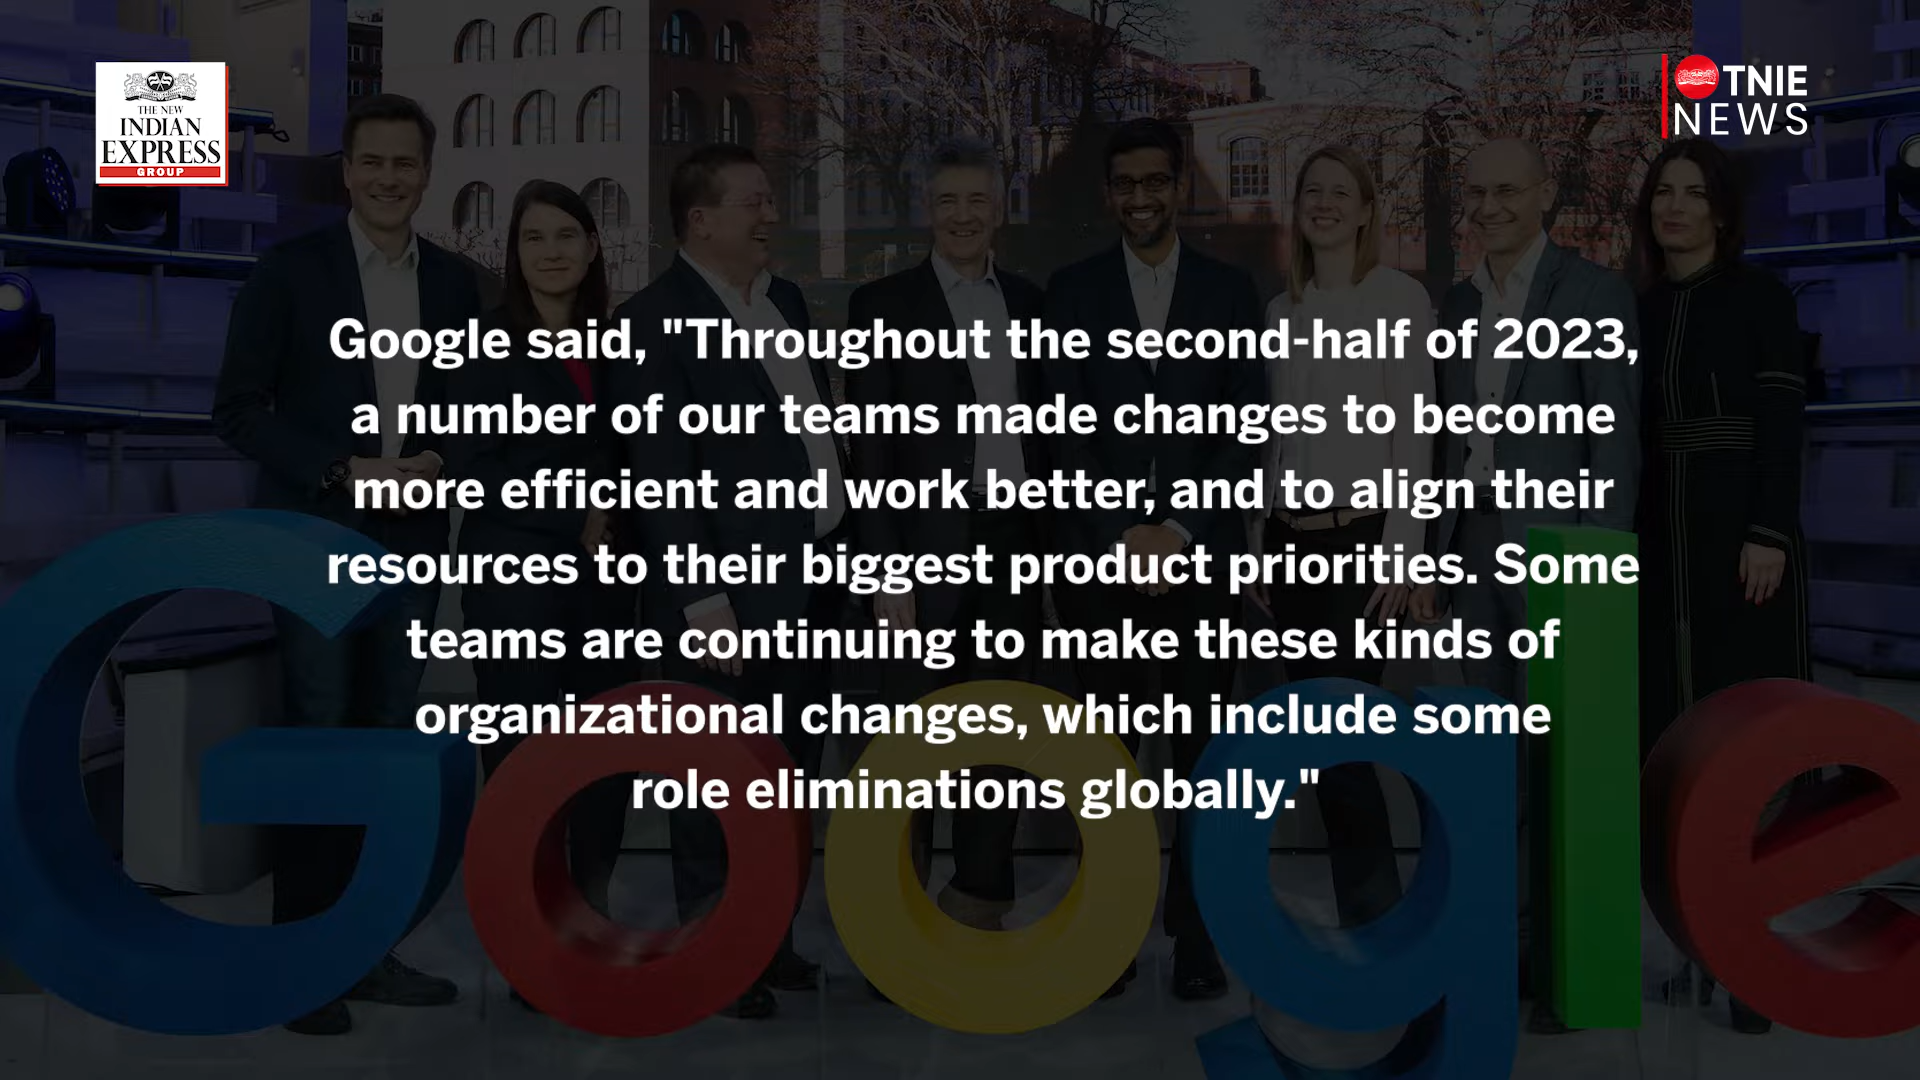 THE NEW
INDIAN
EXPRESS
GROUP
TNIE
NEWS
Google said, "Throughout the second-half of 2023,
a number of our teams made changes to become
more efficient and work better, and to align their
resources to their biggest product priorities. Some
teams are continuing to make these kinds of
organizational changes, which include some
role eliminations globally."
Google